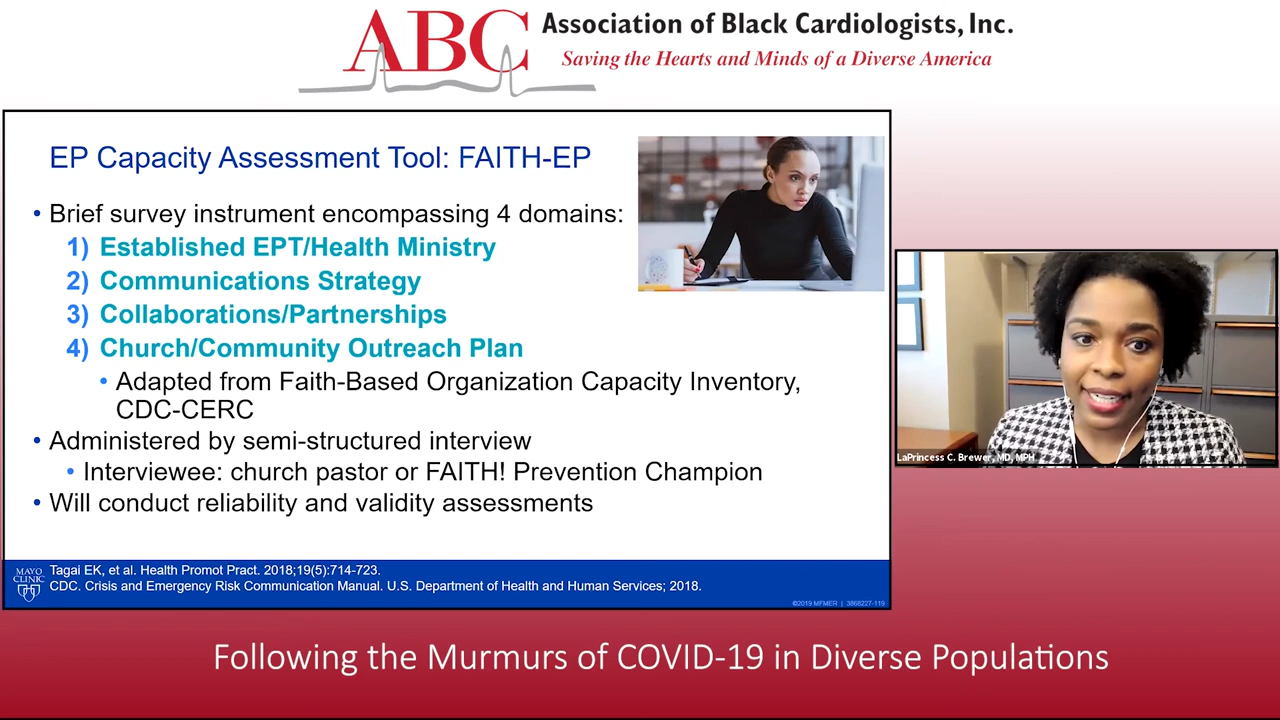 ABC
Association of Black Cardiologists, Inc.
Saving the Hearts and Minds of a Diverse America
EP Capacity Assessment Tool: FAITH-EP
• Brief survey instrument encompassing 4 domains:
1) Established EPT/Health Ministry
2) Communications Strategy
3) Collaborations/Partnerships
4) Church/Community Outreach Plan
• Adapted from Faith-Based Organization Capacity Inventory,
CDC-CERC
• Administered by semi-structured interview
• Interviewee: church pastor or FAITH! Prevention Champion
• Will conduct reliability and validity assessments
MAYO
CLINIC
Tagai EK, et al. Health Promot Pract. 2018;19(5):714-723.
CDC. Crisis and Emergency Risk Communication Manual. U.S. Department of Health and Human Services; 2018.
©2019 MFMER | 3868227-119
LaPrincess C. Brewer, MD, MPH
Following the Murmurs of COVID-19 in Diverse Populations